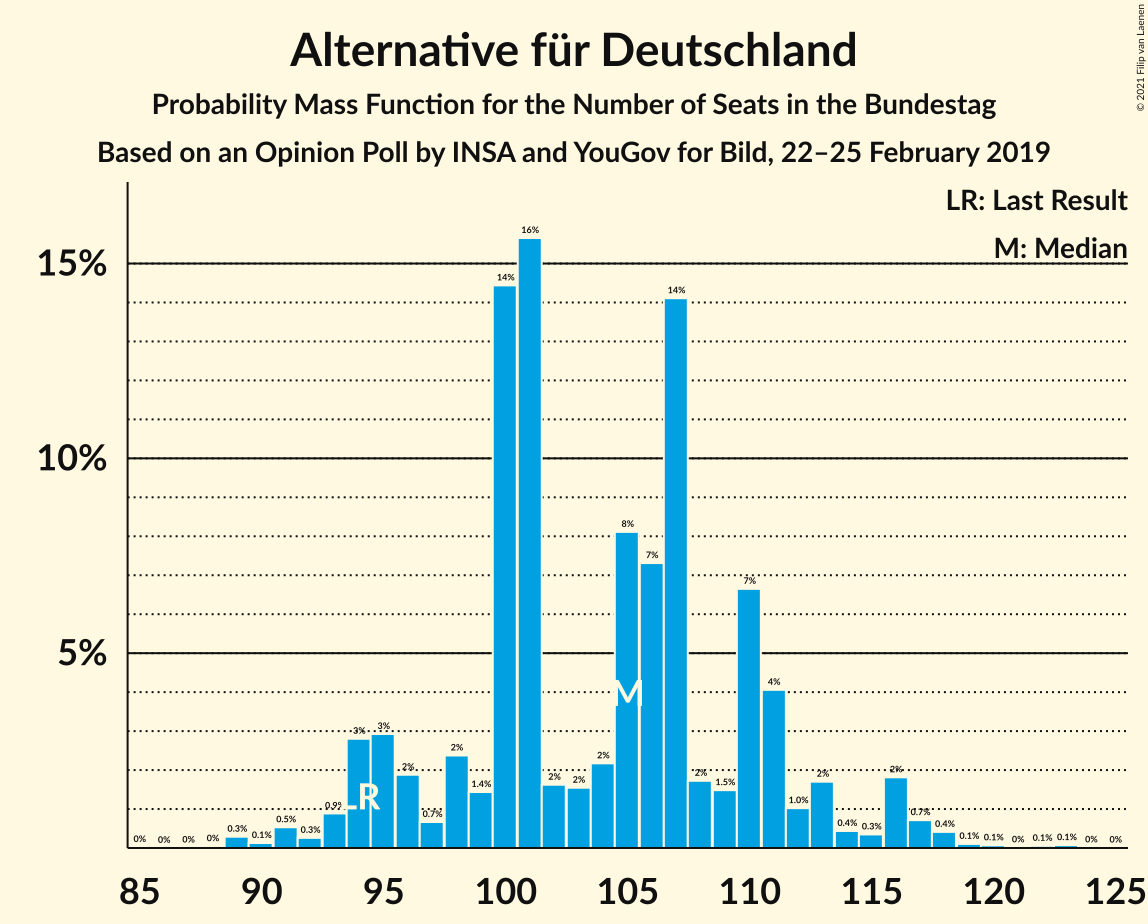 Alternative für Deutschland
Probability Mass Function for the Number of Seats in the Bundestag
Based on an Opinion Poll by INSA and YouGov for Bild, 22–25 February 2019
© 2021 Filip van Laenen
LR: Last Result
M: Median
15%
10%
5%
0% 0% 0% 0% 0.3% 0.1% 0.5% 0.3% 0.9% 3% 3% 2% 0.7% 2% 1.4% 14% 16% 2% 2% 2% 8% 7% 14% 2% 1.5% 7% 4% 1.0% 2% 0.4% 0.3% 2% 0.7% 0.4% 0.1% 0.1% 0% 0.1% 0.1% 0% 0%
LR
M
85 90 95 100 105 110 115 120 125